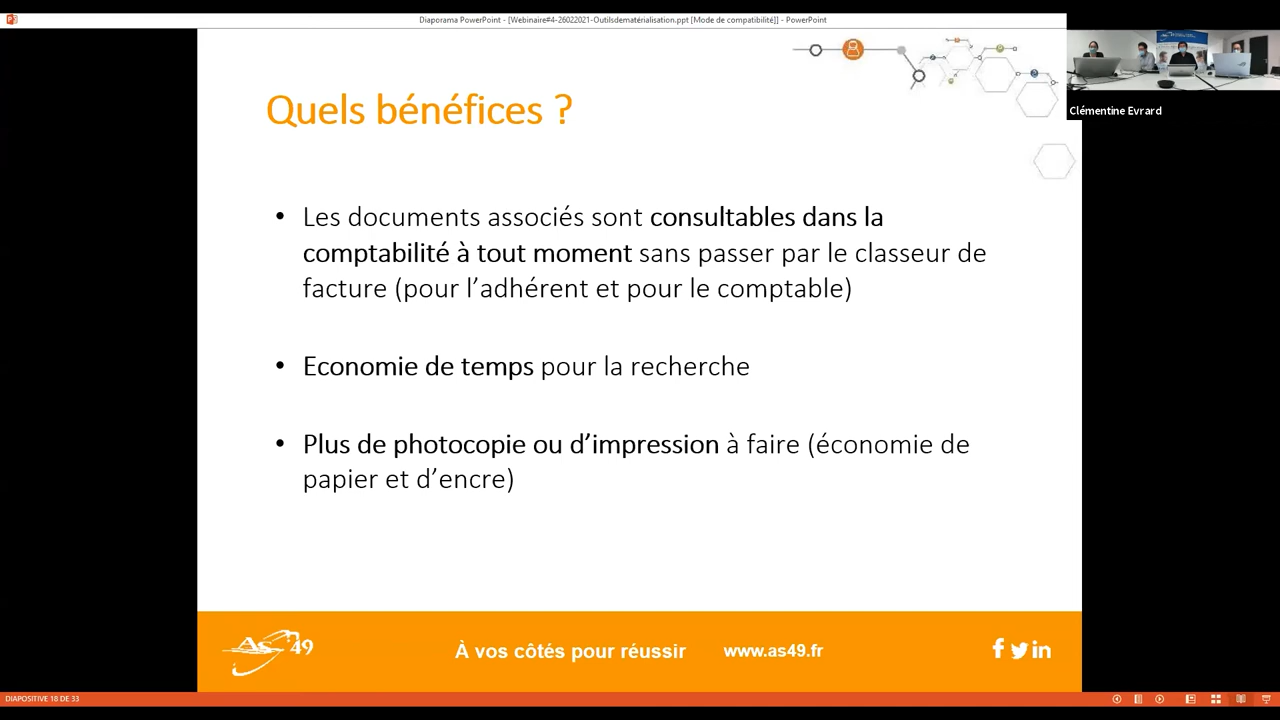 Diaporama PowerPoint - [Webinaire#4-26022021-Outilsdematérialisation.ppt [Mode de compatibilité]] - PowerPoint
Clémentine Evrard
Quels bénéfices ?
• Les documents associés sont consultables dans la
comptabilité à tout moment sans passer par le classeur de
facture (pour l’adhérent et pour le comptable)
• Economie de temps pour la recherche
• Plus de photocopie ou d’impression à faire (économie de
papier et d’encre)
As 49
À vos côtés pour réussir
www.as49.fr
DIAPOSITIVE 18 DE 33